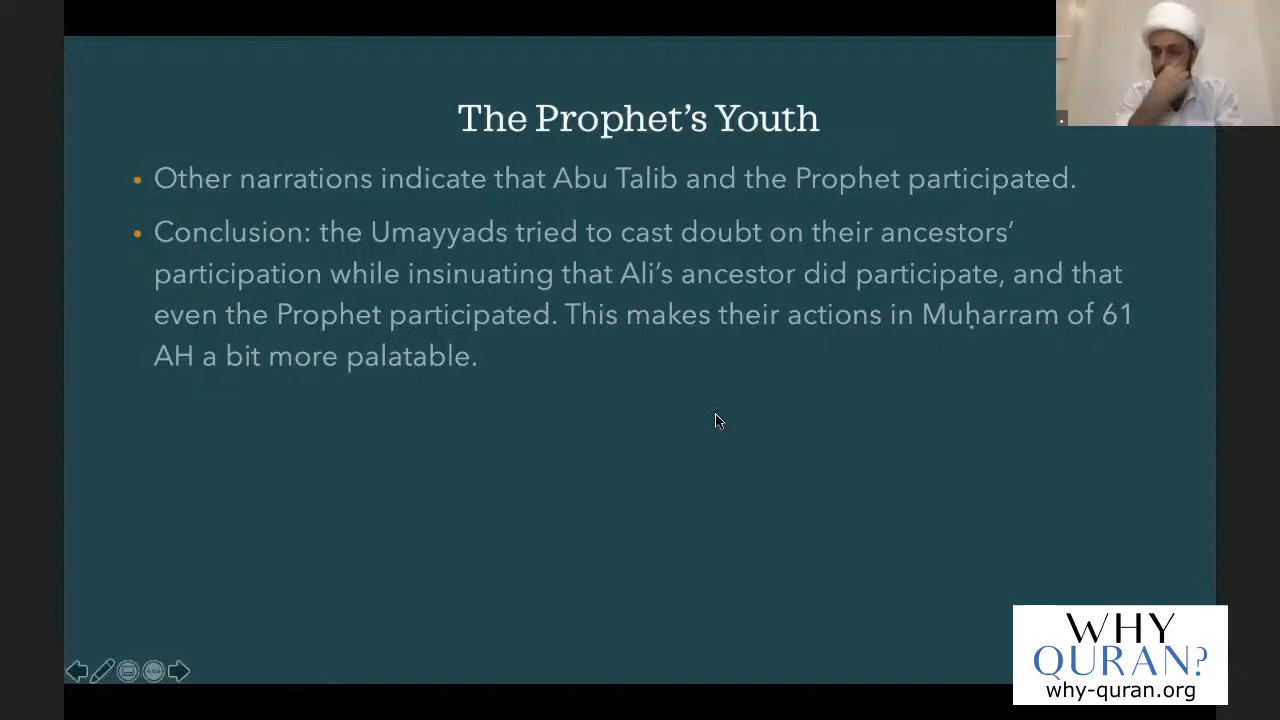 The Prophet’s Youth
• Other narrations indicate that Abu Talib and the Prophet participated.
• Conclusion: the Umayyads tried to cast doubt on their ancestors’
participation while insinuating that Ali’s ancestor did participate, and that
even the Prophet participated. This makes their actions in Muḥarram of 61
AH a bit more palatable.
WHY
QURAN?
why-quran.org